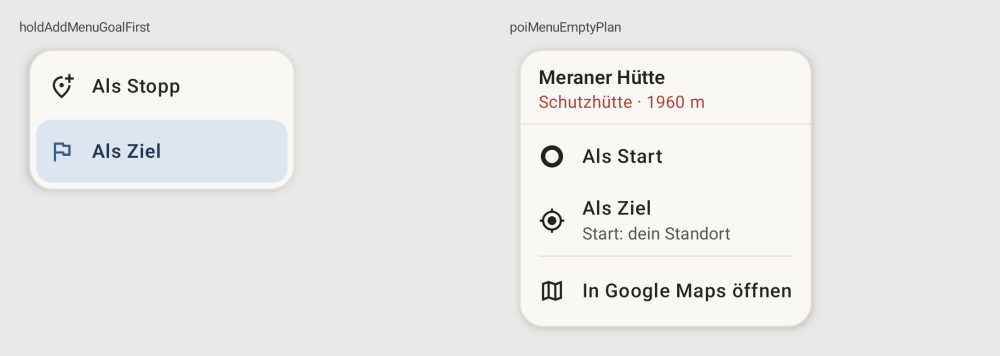 holdAddMenuGoalFirst
Als Stopp
Als Ziel
poiMenuEmptyPlan
Meraner Hütte
Schutzhütte · 1960 m
Als Start
Als Ziel
Start: dein Standort
In Google Maps öffnen